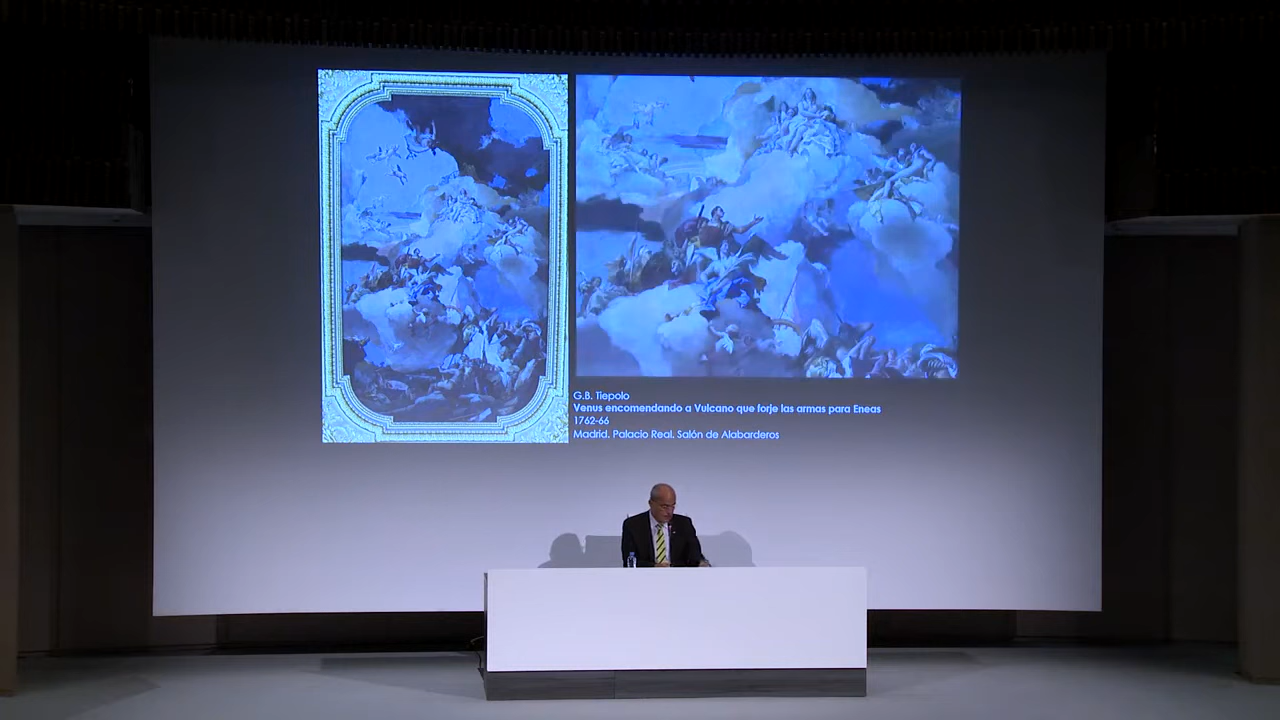 G.B. Tiepolo
Venus encomendando a Vulcano que forje las armas para Eneas
1762-66
Madrid. Palacio Real. Salón de Alabarderos